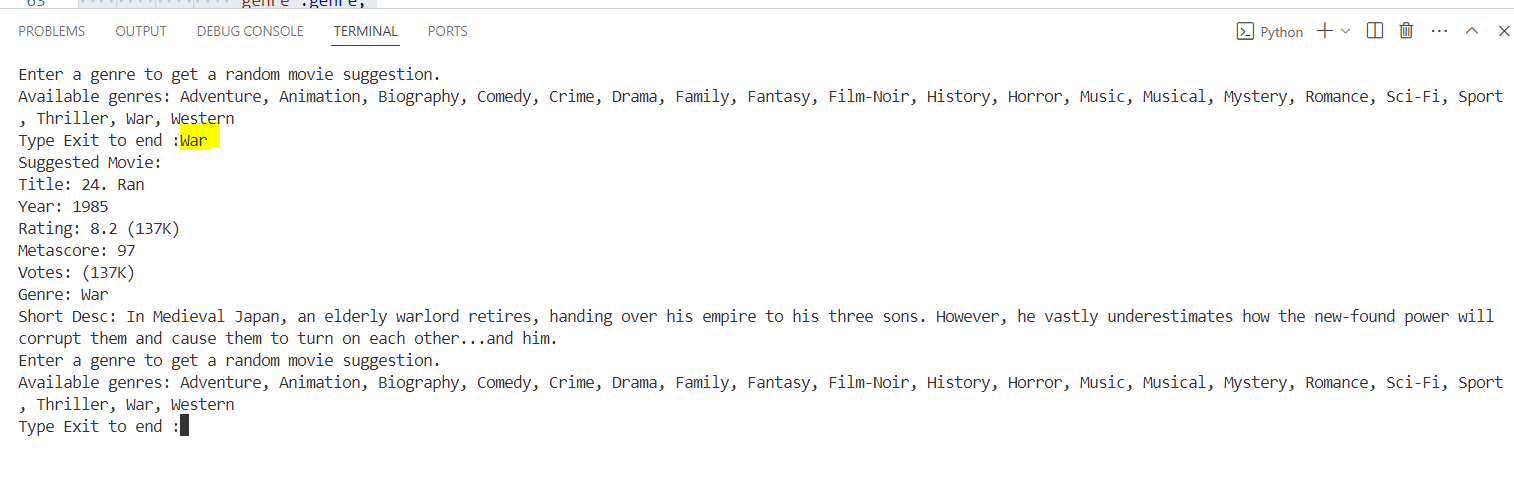 63 genre :genre,
PROBLEMS OUTPUT DEBUG CONSOLE TERMINAL PORTS Python
Enter a genre to get a random movie suggestion.
Available genres: Adventure, Animation, Biography, Comedy, Crime, Drama, Family, Fantasy, Film-Noir, History, Horror, Music, Musical, Mystery, Romance, Sci-Fi, Sport
, Thriller, War, Western
Type Exit to end :War
Suggested Movie:
Title: 24. Ran
Year: 1985
Rating: 8.2 (137K)
Metascore: 97
Votes: (137K)
Genre: War
Short Desc: In Medieval Japan, an elderly warlord retires, handing over his empire to his three sons. However, he vastly underestimates how the new-found power will
corrupt them and cause them to turn on each other...and him.
Enter a genre to get a random movie suggestion.
Available genres: Adventure, Animation, Biography, Comedy, Crime, Drama, Family, Fantasy, Film-Noir, History, Horror, Music, Musical, Mystery, Romance, Sci-Fi, Sport
, Thriller, War, Western
Type Exit to end :